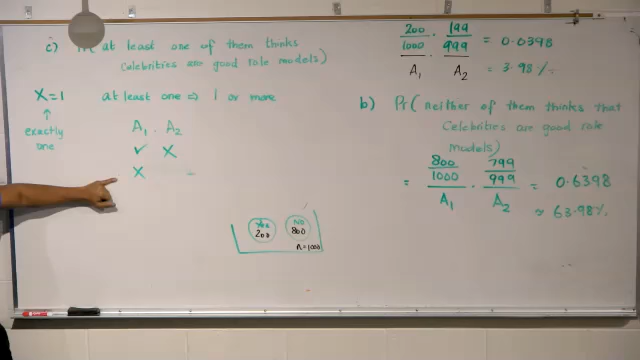 c) at least one of them thinks
celebrities are good role models)
X=1 at least one ⇒ 1 or more
↑
exactly
one
A₁ . A₂
✓ X
X
Yes
200
No
800
n=1000
200/1000 · 199/999 = 0.0398
A₁ A₂ = 3.98%
b) Pr(neither of them thinks that
celebrities are good role
models)
= 800/1000 · 799/999 = 0.6398
A₁ A₂ ≈ 63.98%